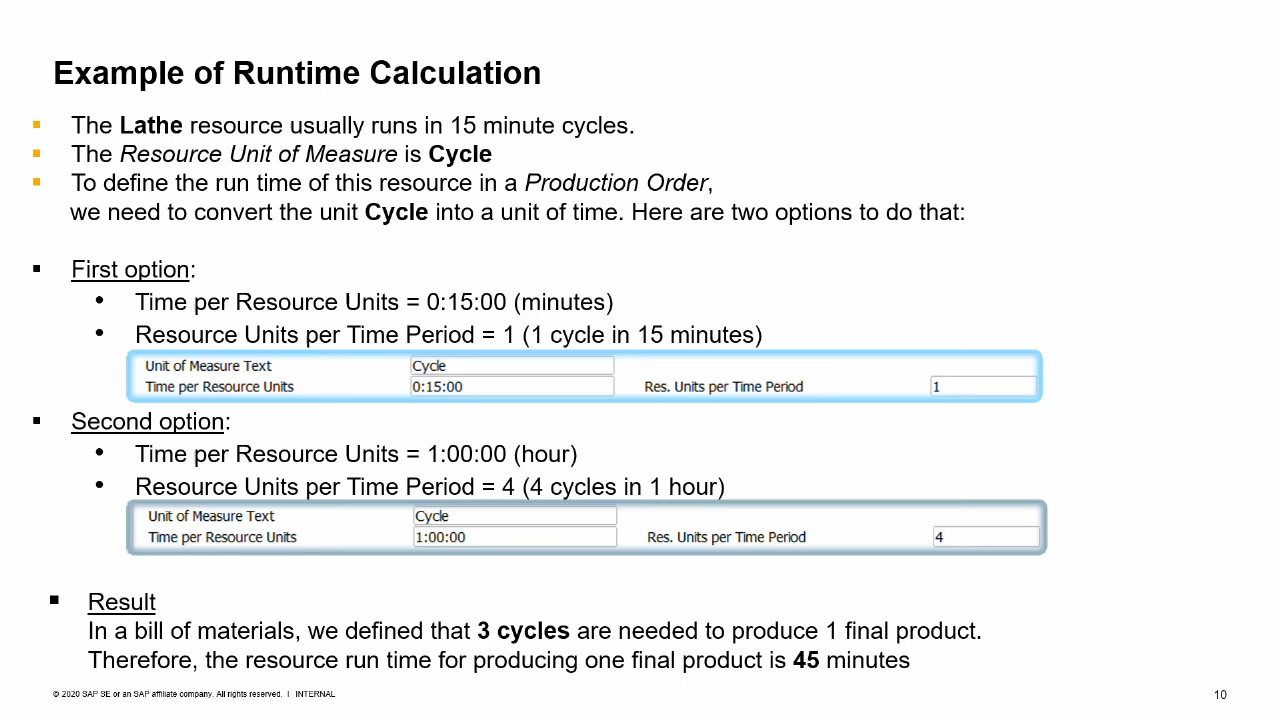 Example of Runtime Calculation
▪ The Lathe resource usually runs in 15 minute cycles.
▪ The Resource Unit of Measure is Cycle
▪ To define the run time of this resource in a Production Order,
we need to convert the unit Cycle into a unit of time. Here are two options to do that:
▪ First option:
• Time per Resource Units = 0:15:00 (minutes)
• Resource Units per Time Period = 1 (1 cycle in 15 minutes)
Unit of Measure Text Cycle
Time per Resource Units 0:15:00 Res. Units per Time Period 1
▪ Second option:
• Time per Resource Units = 1:00:00 (hour)
• Resource Units per Time Period = 4 (4 cycles in 1 hour)
Unit of Measure Text Cycle
Time per Resource Units 1:00:00 Res. Units per Time Period 4
▪ Result
In a bill of materials, we defined that 3 cycles are needed to produce 1 final product.
Therefore, the resource run time for producing one final product is 45 minutes
© 2020 SAP SE or an SAP affiliate company. All rights reserved. I INTERNAL 10